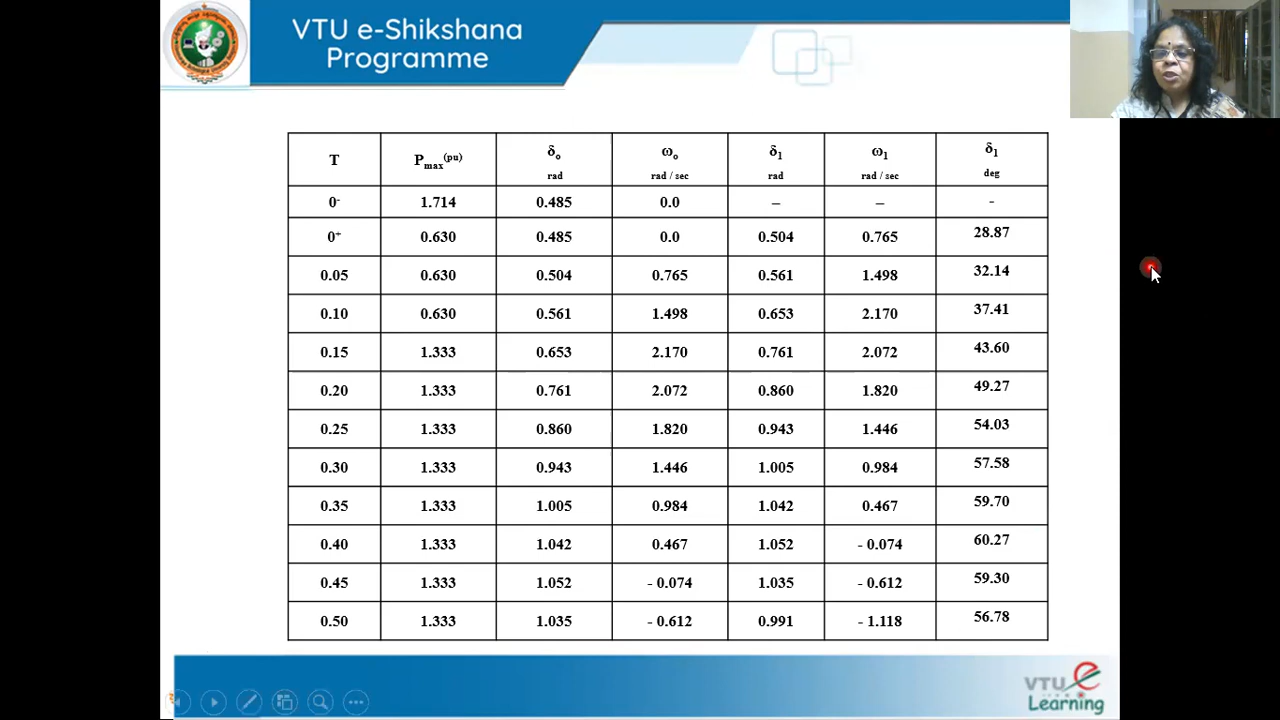 VTU e-Shikshana
Programme
T P_max^(pu) δ_o rad ω_o rad / sec δ_1 rad ω_1 rad / sec δ_1 deg
0^- 1.714 0.485 0.0 – – -
0^+ 0.630 0.485 0.0 0.504 0.765 28.87
0.05 0.630 0.504 0.765 0.561 1.498 32.14
0.10 0.630 0.561 1.498 0.653 2.170 37.41
0.15 1.333 0.653 2.170 0.761 2.072 43.60
0.20 1.333 0.761 2.072 0.860 1.820 49.27
0.25 1.333 0.860 1.820 0.943 1.446 54.03
0.30 1.333 0.943 1.446 1.005 0.984 57.58
0.35 1.333 1.005 0.984 1.042 0.467 59.70
0.40 1.333 1.042 0.467 1.052 - 0.074 60.27
0.45 1.333 1.052 - 0.074 1.035 - 0.612 59.30
0.50 1.333 1.035 - 0.612 0.991 - 1.118 56.78
VTU e
Learning